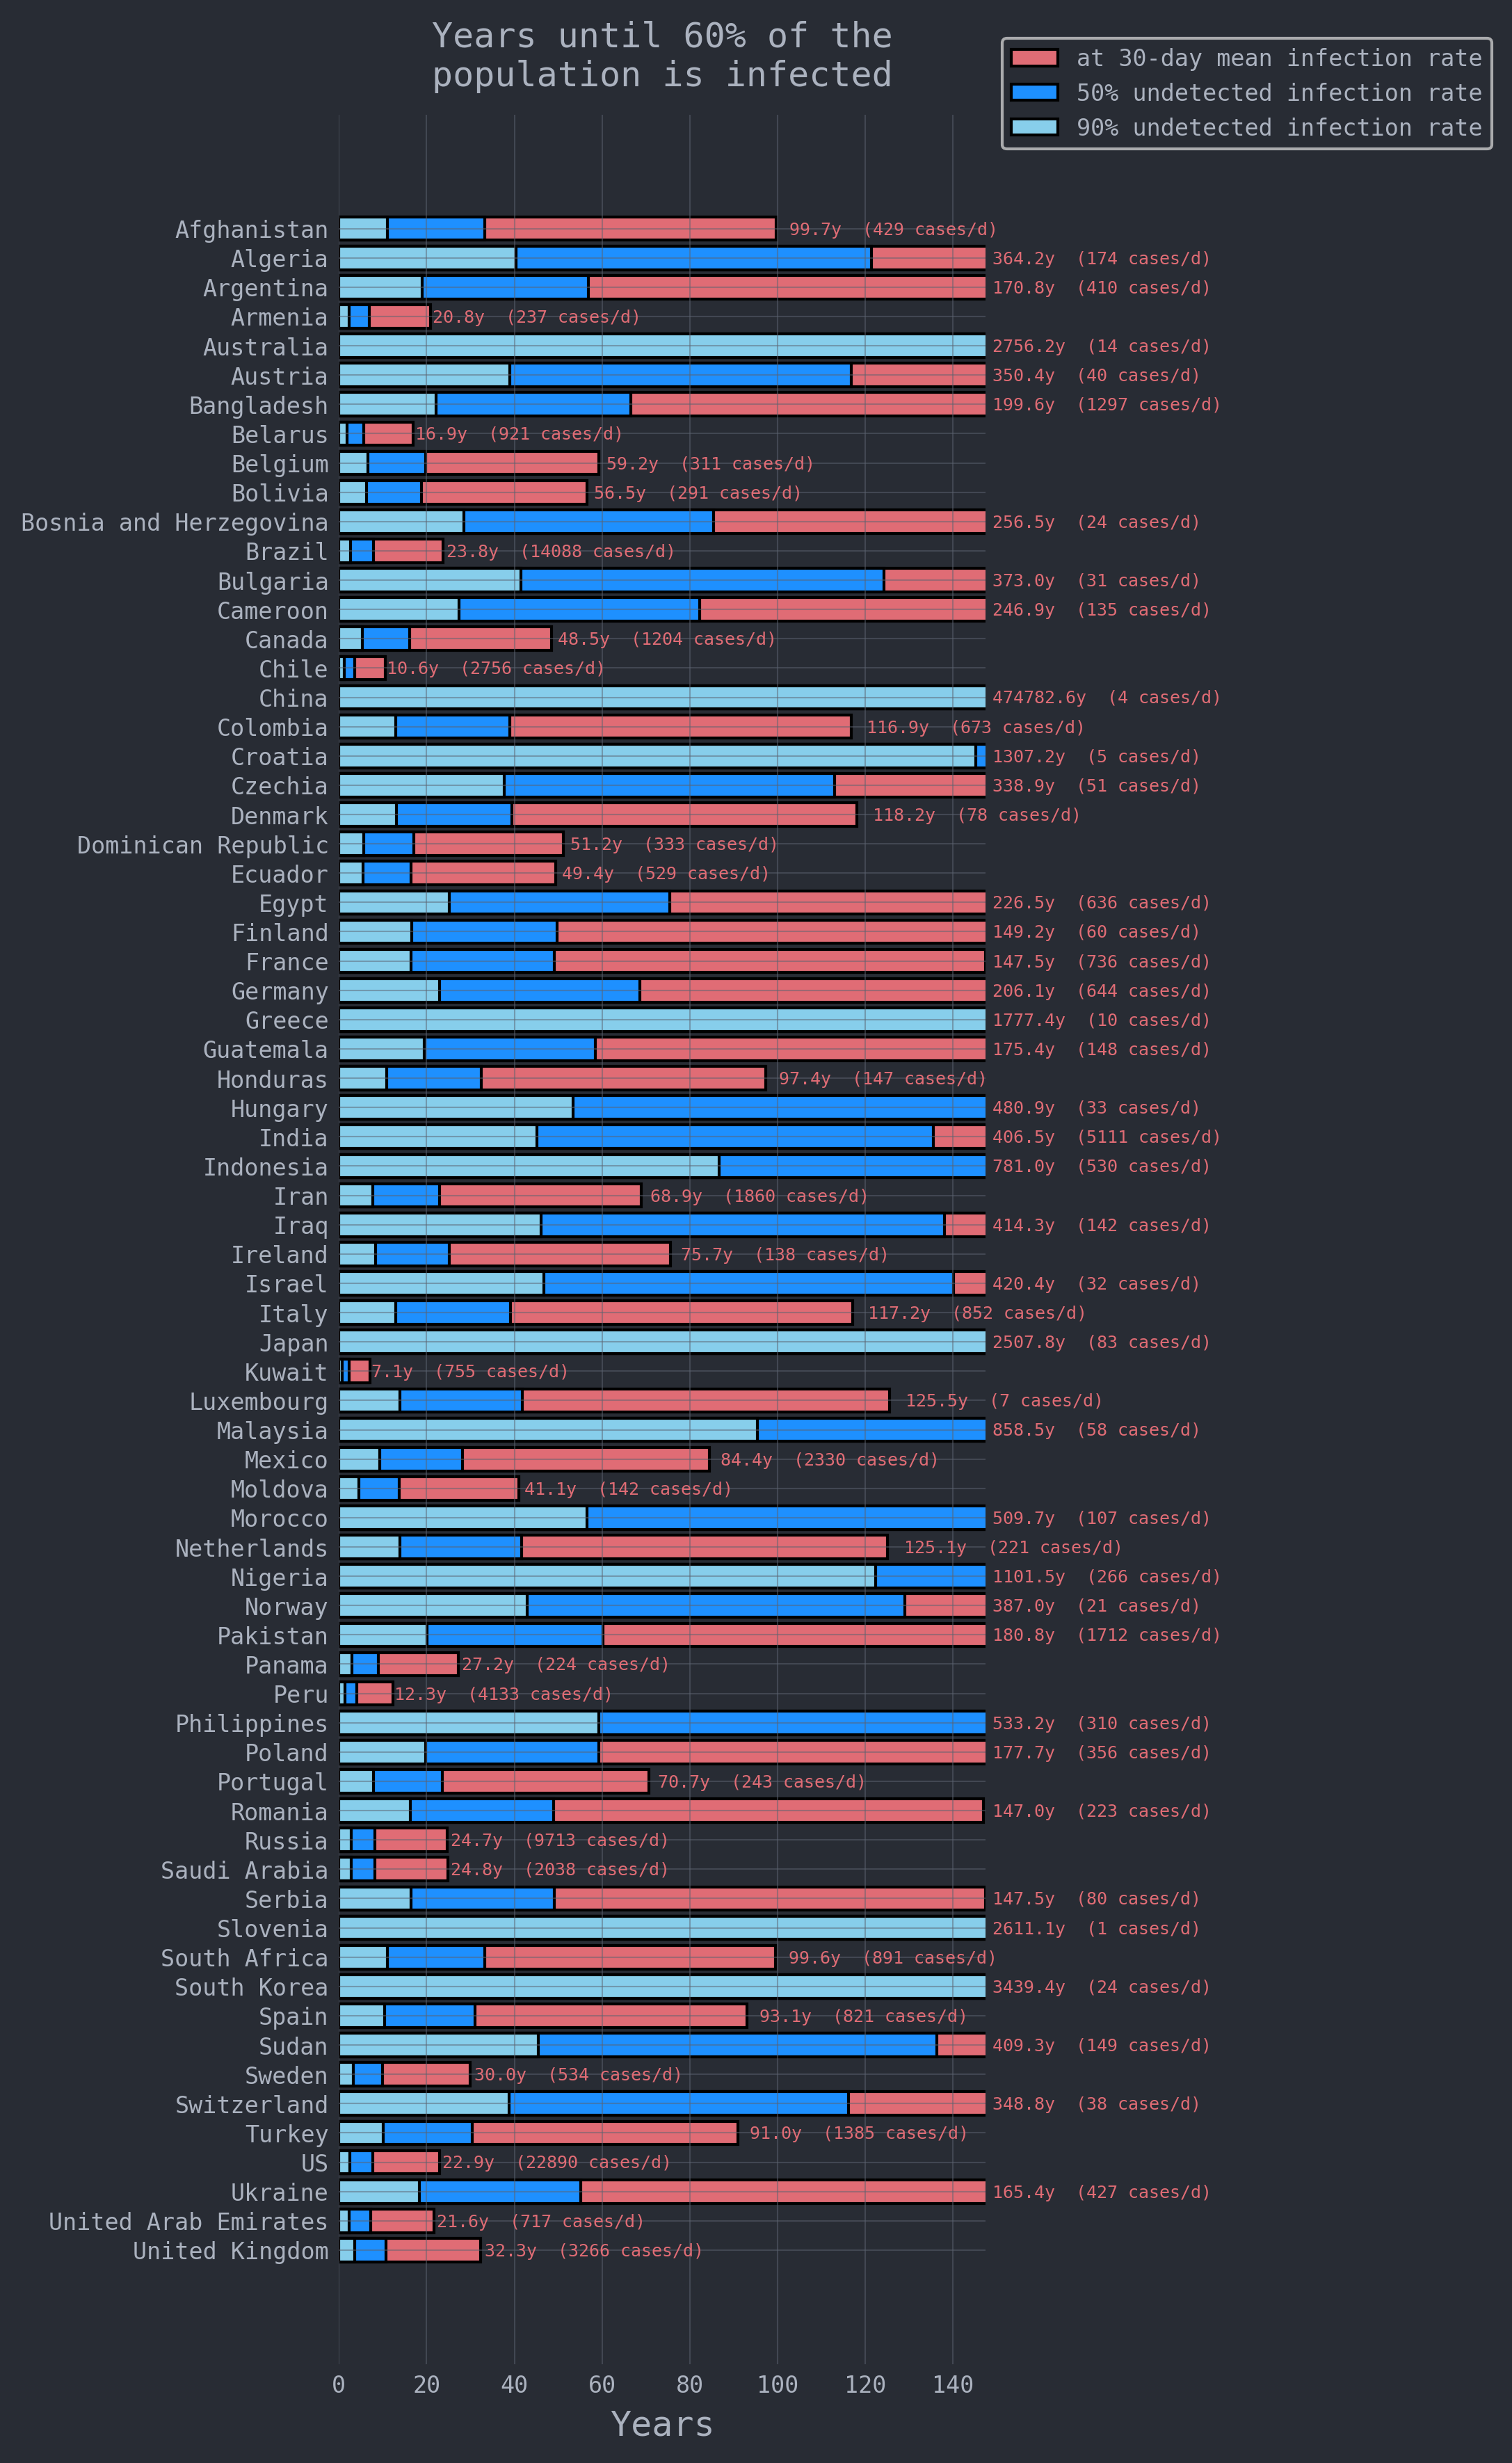 Years until 60% of the
population is infected
at 30-day mean infection rate
50% undetected infection rate
90% undetected infection rate
Afghanistan 99.7y (429 cases/d)
Algeria 364.2y (174 cases/d)
Argentina 170.8y (410 cases/d)
Armenia 20.8y (237 cases/d)
Australia 2756.2y (14 cases/d)
Austria 350.4y (40 cases/d)
Bangladesh 199.6y (1297 cases/d)
Belarus 16.9y (921 cases/d)
Belgium 59.2y (311 cases/d)
Bolivia 56.5y (291 cases/d)
Bosnia and Herzegovina 256.5y (24 cases/d)
Brazil 23.8y (14088 cases/d)
Bulgaria 373.0y (31 cases/d)
Cameroon 246.9y (135 cases/d)
Canada 48.5y (1204 cases/d)
Chile 10.6y (2756 cases/d)
China 474782.6y (4 cases/d)
Colombia 116.9y (673 cases/d)
Croatia 1307.2y (5 cases/d)
Czechia 338.9y (51 cases/d)
Denmark 118.2y (78 cases/d)
Dominican Republic 51.2y (333 cases/d)
Ecuador 49.4y (529 cases/d)
Egypt 226.5y (636 cases/d)
Finland 149.2y (60 cases/d)
France 147.5y (736 cases/d)
Germany 206.1y (644 cases/d)
Greece 1777.4y (10 cases/d)
Guatemala 175.4y (148 cases/d)
Honduras 97.4y (147 cases/d)
Hungary 480.9y (33 cases/d)
India 406.5y (5111 cases/d)
Indonesia 781.0y (530 cases/d)
Iran 68.9y (1860 cases/d)
Iraq 414.3y (142 cases/d)
Ireland 75.7y (138 cases/d)
Israel 420.4y (32 cases/d)
Italy 117.2y (852 cases/d)
Japan 2507.8y (83 cases/d)
Kuwait 7.1y (755 cases/d)
Luxembourg 125.5y (7 cases/d)
Malaysia 858.5y (58 cases/d)
Mexico 84.4y (2330 cases/d)
Moldova 41.1y (142 cases/d)
Morocco 509.7y (107 cases/d)
Netherlands 125.1y (221 cases/d)
Nigeria 1101.5y (266 cases/d)
Norway 387.0y (21 cases/d)
Pakistan 180.8y (1712 cases/d)
Panama 27.2y (224 cases/d)
Peru 12.3y (4133 cases/d)
Philippines 533.2y (310 cases/d)
Poland 177.7y (356 cases/d)
Portugal 70.7y (243 cases/d)
Romania 147.0y (223 cases/d)
Russia 24.7y (9713 cases/d)
Saudi Arabia 24.8y (2038 cases/d)
Serbia 147.5y (80 cases/d)
Slovenia 2611.1y (1 cases/d)
South Africa 99.6y (891 cases/d)
South Korea 3439.4y (24 cases/d)
Spain 93.1y (821 cases/d)
Sudan 409.3y (149 cases/d)
Sweden 30.0y (534 cases/d)
Switzerland 348.8y (38 cases/d)
Turkey 91.0y (1385 cases/d)
US 22.9y (22890 cases/d)
Ukraine 165.4y (427 cases/d)
United Arab Emirates 21.6y (717 cases/d)
United Kingdom 32.3y (3266 cases/d)
0 20 40 60 80 100 120 140
Years